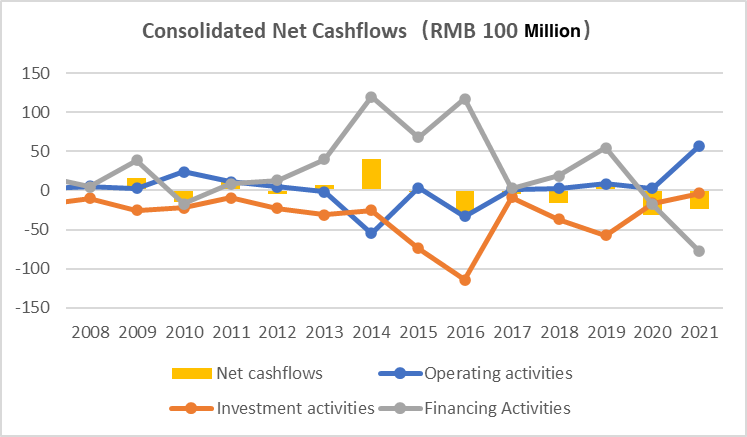 Consolidated Net Cashflows（RMB 100 Million）
150
100
50
0
-50
-100
-150
2008 2009 2010 2011 2012 2013 2014 2015 2016 2017 2018 2019 2020 2021
Net cashflows Operating activities
Investment activities Financing Activities